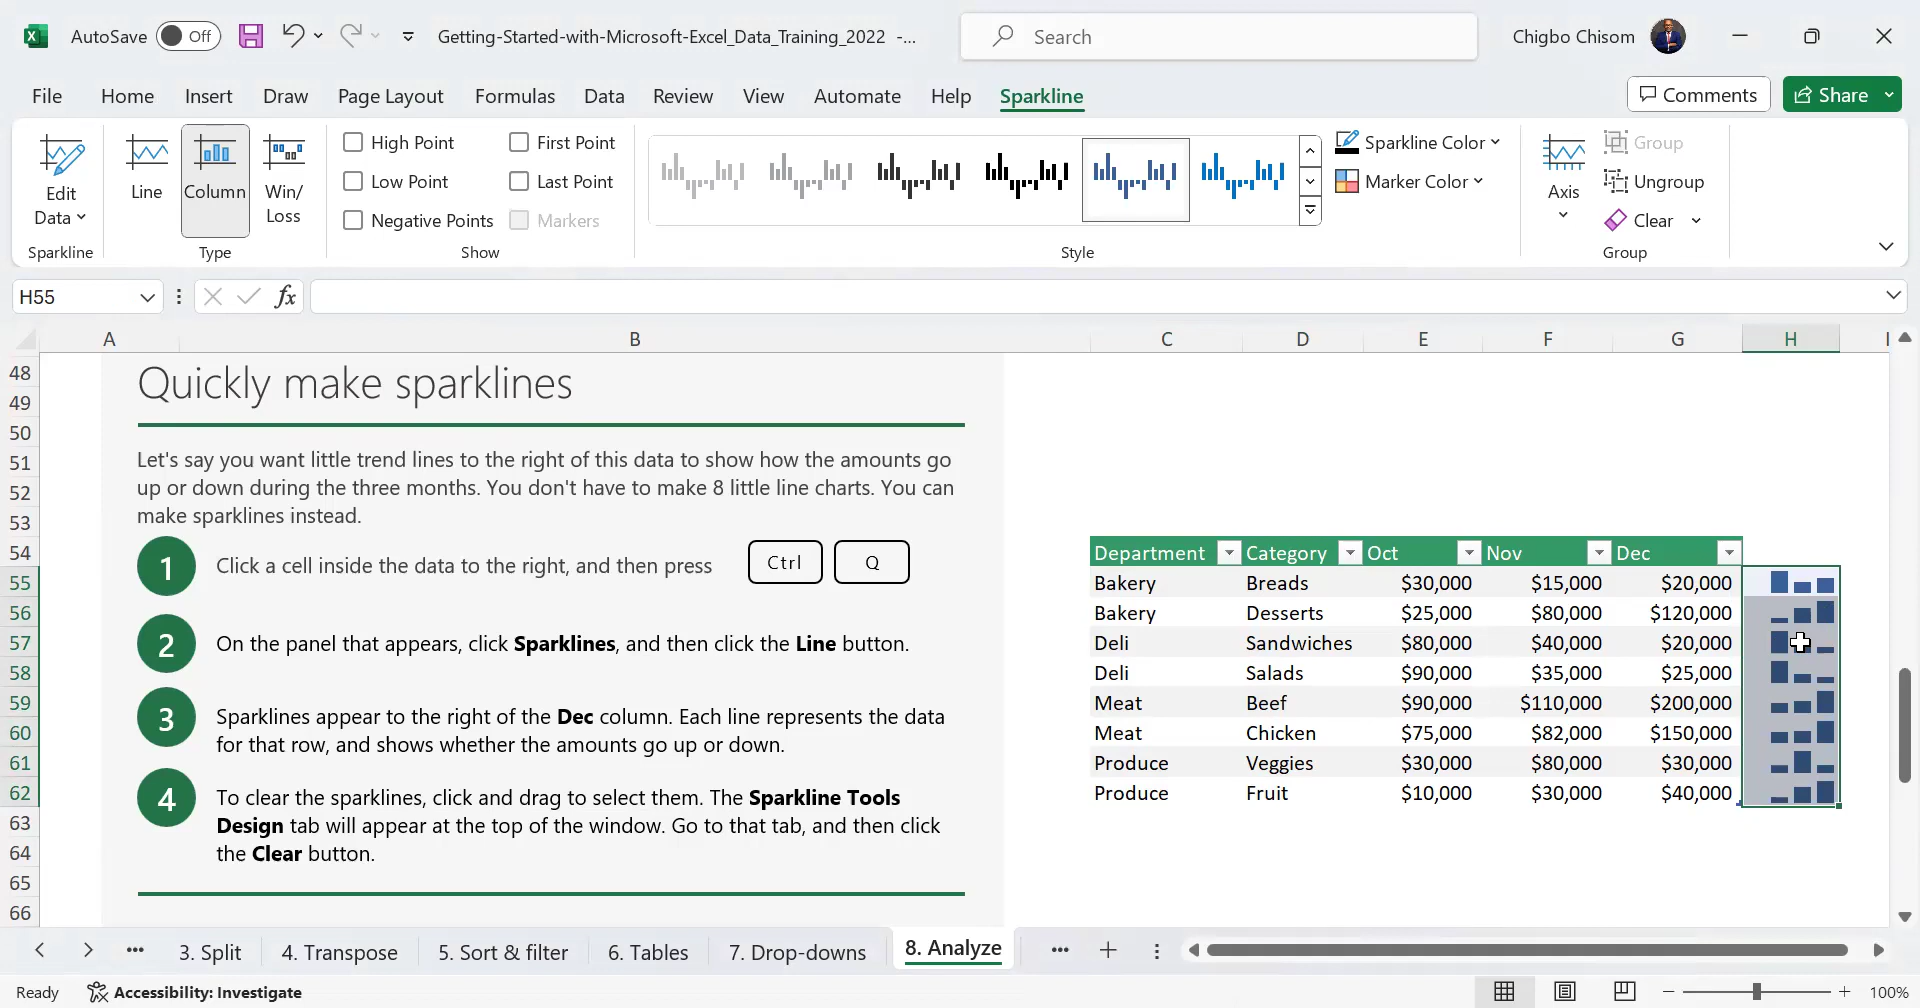 AutoSave Off Getting-Started-with-Microsoft-Excel_Data_Training_2022 -... Search Chigbo Chisom
File Home Insert Draw Page Layout Formulas Data Review View Automate Help Sparkline Comments Share
Edit Data
Line
Column
Win/ Loss
High Point First Point
Low Point Last Point
Negative Points Markers
Sparkline Color
Marker Color
Axis
Group
Ungroup
Clear
Sparkline Type Show Style Group
H55 fx
A B C D E F G H I
48 Quickly make sparklines
49
50
51 Let's say you want little trend lines to the right of this data to show how the amounts go
52 up or down during the three months. You don't have to make 8 little line charts. You can
53 make sparklines instead.
54 Department Category Oct Nov Dec
1 Click a cell inside the data to the right, and then press Ctrl Q
55 Bakery Breads $30,000 $15,000 $20,000
56 Bakery Desserts $25,000 $80,000 $120,000
2 On the panel that appears, click Sparklines, and then click the Line button.
57 Deli Sandwiches $80,000 $40,000 $20,000
58 Deli Salads $90,000 $35,000 $25,000
3 Sparklines appear to the right of the Dec column. Each line represents the data
for that row, and shows whether the amounts go up or down.
59 Meat Beef $90,000 $110,000 $200,000
60 Meat Chicken $75,000 $82,000 $150,000
61 Produce Veggies $30,000 $80,000 $30,000
62 Produce Fruit $10,000 $30,000 $40,000
4 To clear the sparklines, click and drag to select them. The Sparkline Tools
Design tab will appear at the top of the window. Go to that tab, and then click
the Clear button.
63
64
65
66
3. Split 4. Transpose 5. Sort & filter 6. Tables 7. Drop-downs 8. Analyze
Ready Accessibility: Investigate 100%